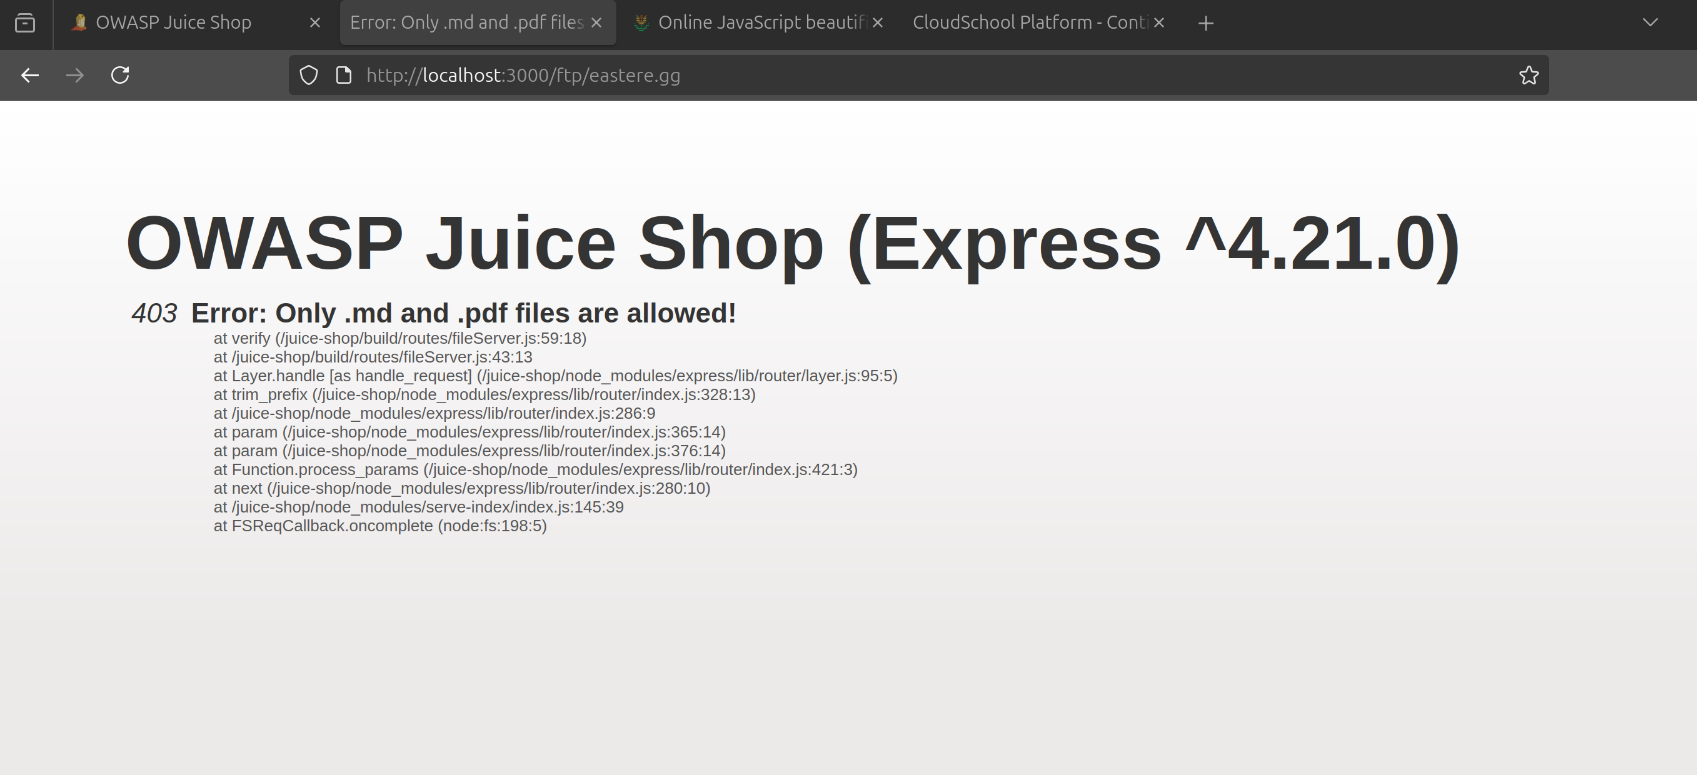 OWASP Juice Shop
Error: Only .md and .pdf files
Online JavaScript beautif
CloudSchool Platform - Conti
http://localhost:3000/ftp/eastere.gg
OWASP Juice Shop (Express ^4.21.0)
403 Error: Only .md and .pdf files are allowed!
at verify (/juice-shop/build/routes/fileServer.js:59:18)
at /juice-shop/build/routes/fileServer.js:43:13
at Layer.handle [as handle_request] (/juice-shop/node_modules/express/lib/router/layer.js:95:5)
at trim_prefix (/juice-shop/node_modules/express/lib/router/index.js:328:13)
at /juice-shop/node_modules/express/lib/router/index.js:286:9
at param (/juice-shop/node_modules/express/lib/router/index.js:365:14)
at param (/juice-shop/node_modules/express/lib/router/index.js:376:14)
at Function.process_params (/juice-shop/node_modules/express/lib/router/index.js:421:3)
at next (/juice-shop/node_modules/express/lib/router/index.js:280:10)
at /juice-shop/node_modules/serve-index/index.js:145:39
at FSReqCallback.oncomplete (node:fs:198:5)